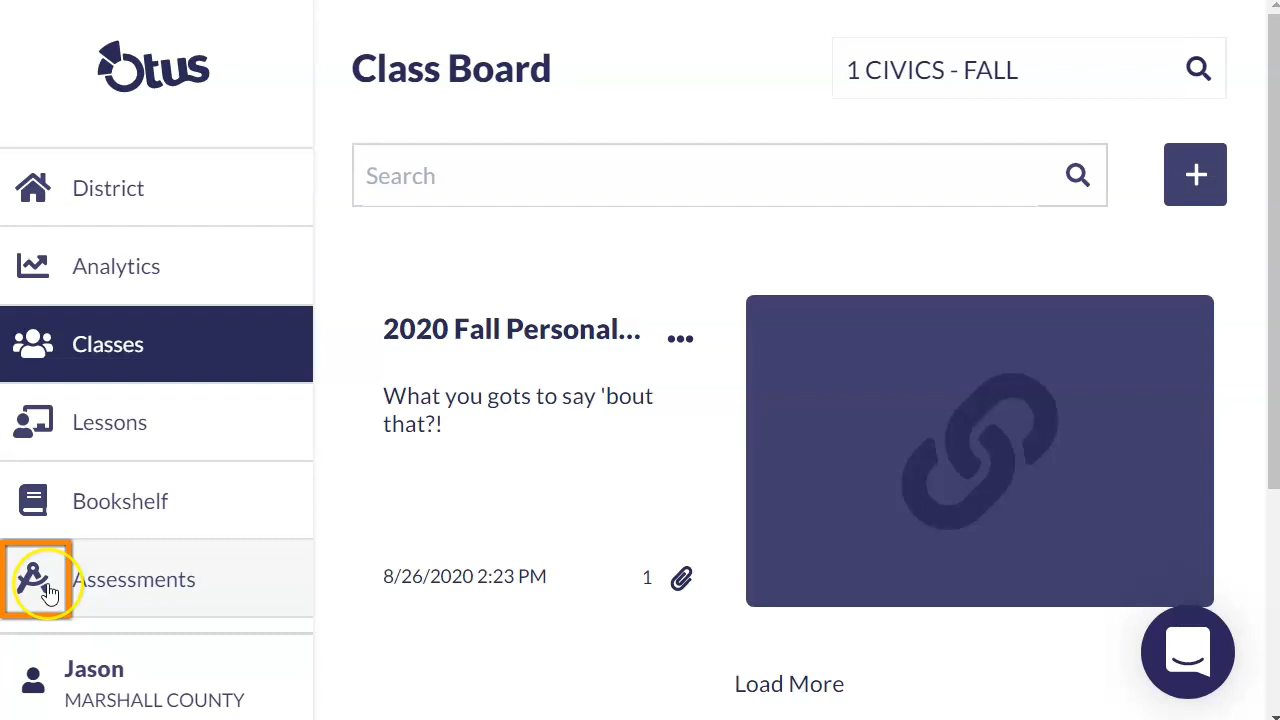 Otus
District
Analytics
Classes
Lessons
Bookshelf
Assessments
Jason
MARSHALL COUNTY
Class Board
1 CIVICS - FALL
Search
+
2020 Fall Personal...
What you gots to say 'bout
that?!
8/26/2020 2:23 PM
1
Load More